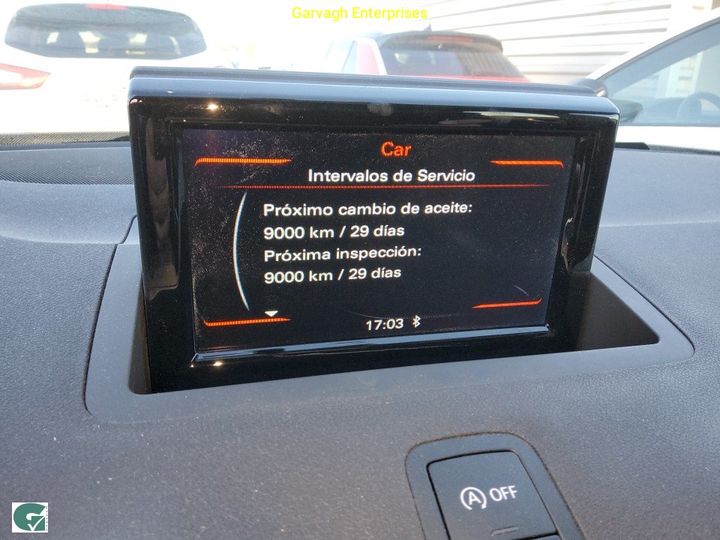 Garvagh Enterprises
Car
Intervalos de Servicio
Próximo cambio de aceite:
9000 km / 29 días
Próxima inspección:
9000 km / 29 días
17:03
A OFF
G